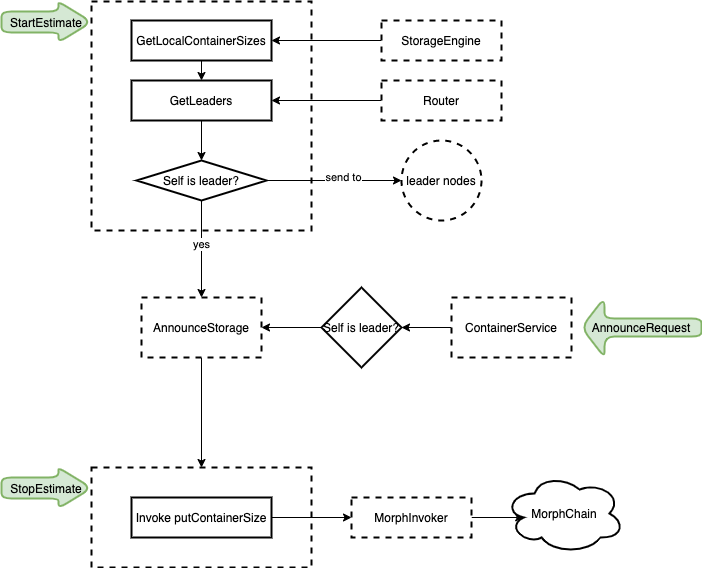 StartEstimate
GetLocalContainerSizes
StorageEngine
GetLeaders
Router
Self is leader?
send to
leader nodes
yes
AnnounceStorage
Self is leader?
ContainerService
AnnounceRequest
StopEstimate
Invoke putContainerSize
MorphInvoker
MorphChain